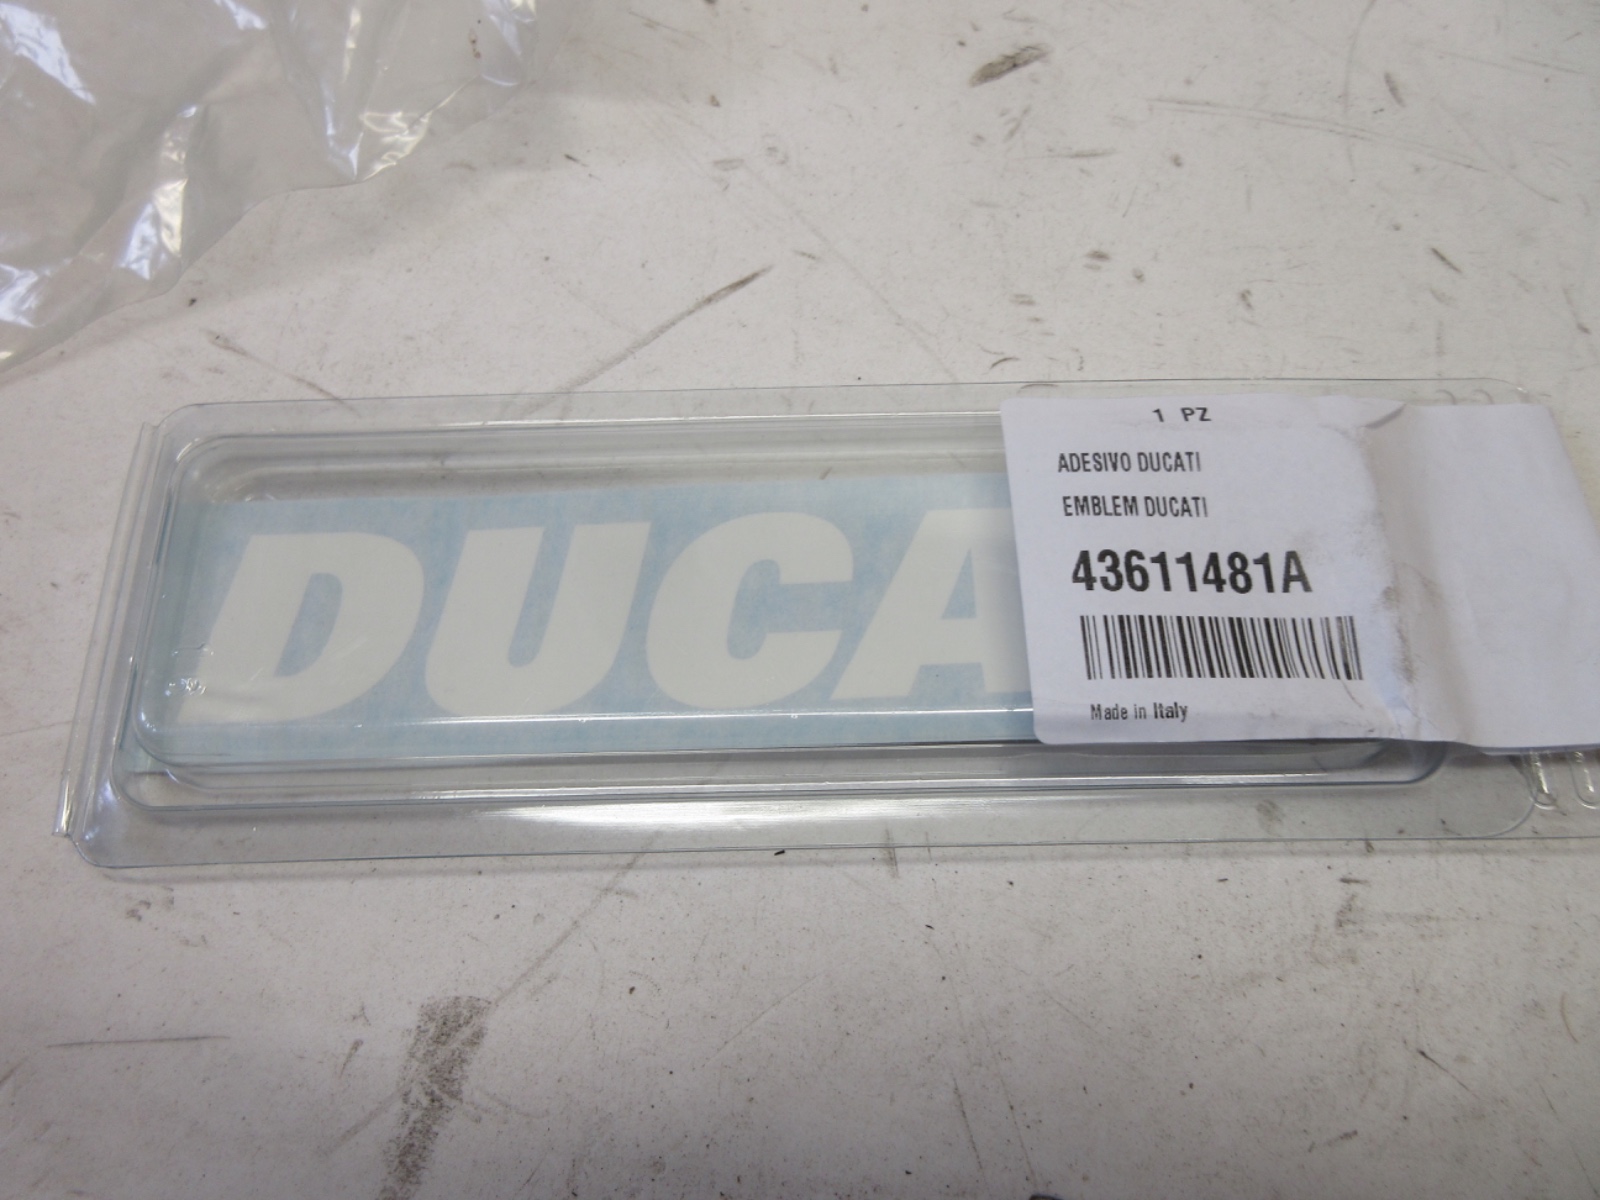 DUCA
1 PZ
ADESIVO DUCATI
EMBLEM DUCATI
43611481A
Made in Italy